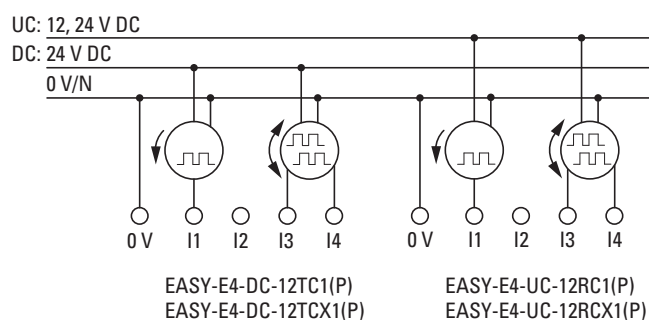 UC: 12, 24 V DC
DC: 24 V DC
0 V/N
0 V I1 I2 I3 I4 0 V I1 I2 I3 I4
EASY-E4-DC-12TC1(P) EASY-E4-UC-12RC1(P)
EASY-E4-DC-12TCX1(P) EASY-E4-UC-12RCX1(P)